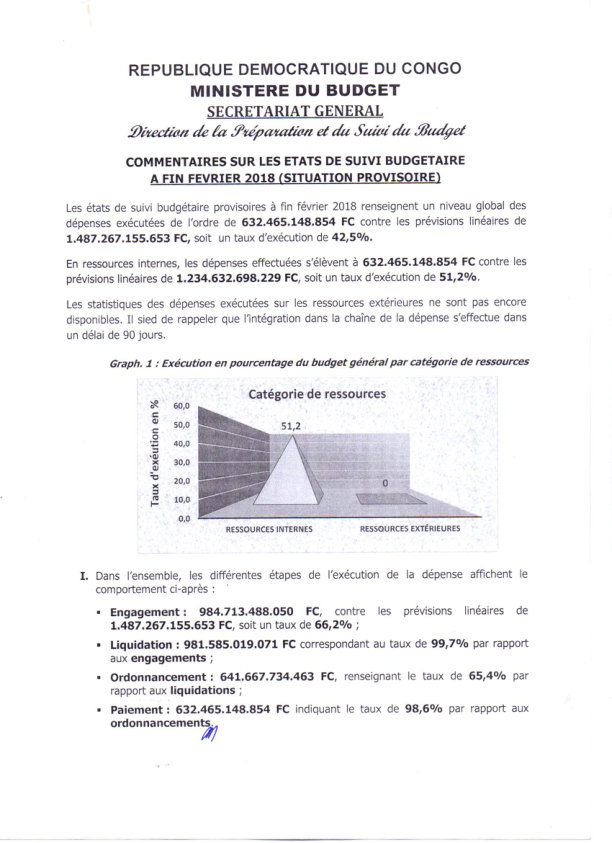 REPUBLIQUE DEMOCRATIQUE DU CONGO
MINISTERE DU BUDGET
SECRETARIAT GENERAL
Direction de la Préparation et du Suivi du Budget
COMMENTAIRES SUR LES ETATS DE SUIVI BUDGETAIRE
A FIN FEVRIER 2018 (SITUATION PROVISOIRE)
Les états de suivi budgétaire provisoires à fin février 2018 renseignent un niveau global des
dépenses exécutées de l'ordre de 632.465.148.854 FC contre les prévisions linéaires de
1.487.267.155.653 FC, soit un taux d'exécution de 42,5%.
En ressources internes, les dépenses effectuées s'élèvent à 632.465.148.854 FC contre les
prévisions linéaires de 1.234.632.698.229 FC, soit un taux d'exécution de 51,2%.
Les statistiques des dépenses exécutées sur les ressources extérieures ne sont pas encore
disponibles. Il sied de rappeler que l'intégration dans la chaîne de la dépense s'effectue dans
un délai de 90 jours.
Graph. 1 : Exécution en pourcentage du budget général par catégorie de ressources
Catégorie de ressources
Taux d'exéution en %
60,0
50,0
40,0
30,0
20,0
10,0
0,0
51,2
0
RESSOURCES INTERNES
RESSOURCES EXTÉRIEURES
I. Dans l'ensemble, les différentes étapes de l'exécution de la dépense affichent le
comportement ci-après :
▪ Engagement : 984.713.488.050 FC, contre les prévisions linéaires de
1.487.267.155.653 FC, soit un taux de 66,2% ;
▪ Liquidation : 981.585.019.071 FC correspondant au taux de 99,7% par rapport
aux engagements ;
▪ Ordonnancement : 641.667.734.463 FC, renseignant le taux de 65,4% par
rapport aux liquidations ;
▪ Paiement : 632.465.148.854 FC indiquant le taux de 98,6% par rapport aux
ordonnancements.